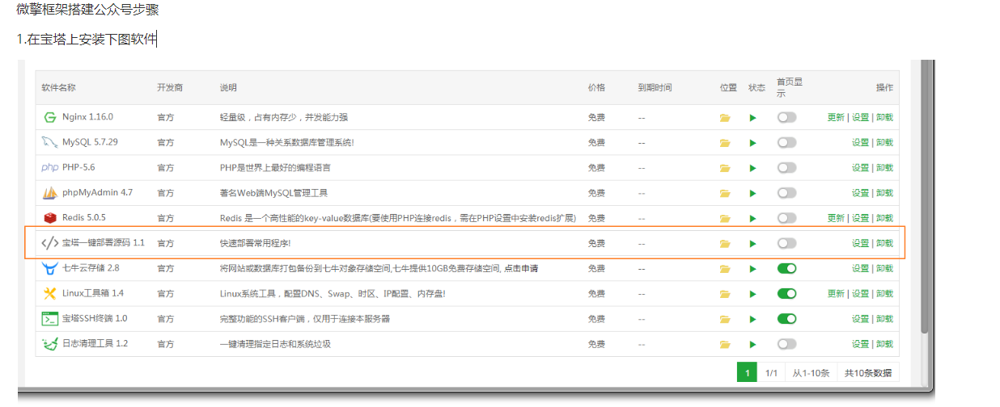 微擎框架搭建公众号步骤
1.在宝塔上安装下图软件
软件名称 开发商 说明 价格 到期时间 位置 状态 首页显示 操作
Nginx 1.16.0 官方 轻量级，占有内存少，并发能力强 免费 -- 更新 | 设置 | 卸载
MySQL 5.7.29 官方 MySQL是一种关系数据库管理系统! 免费 -- 设置 | 卸载
php PHP-5.6 官方 PHP是世界上最好的编程语言 免费 -- 设置 | 卸载
phpMyAdmin 4.7 官方 著名Web端MySQL管理工具 免费 -- 设置 | 卸载
Redis 5.0.5 官方 Redis 是一个高性能的key-value数据库(要使用PHP连接redis，需在PHP设置中安装redis扩展) 免费 -- 更新 | 设置 | 卸载
宝塔一键部署源码 1.1 官方 快速部署常用程序! 免费 -- 设置 | 卸载
七牛云存储 2.8 官方 将网站或数据库打包备份到七牛对象存储空间,七牛提供10GB免费存储空间, 点击申请 免费 -- 设置 | 卸载
Linux工具箱 1.4 官方 Linux系统工具，配置DNS、Swap、时区、IP配置、内存盘! 免费 -- 更新 | 设置 | 卸载
宝塔SSH终端 1.0 官方 完整功能的SSH客户端，仅用于连接本服务器 免费 -- 设置 | 卸载
日志清理工具 1.2 官方 一键清理指定日志和系统垃圾 免费 -- 设置 | 卸载
1 1/1 从1-10条 共10条数据